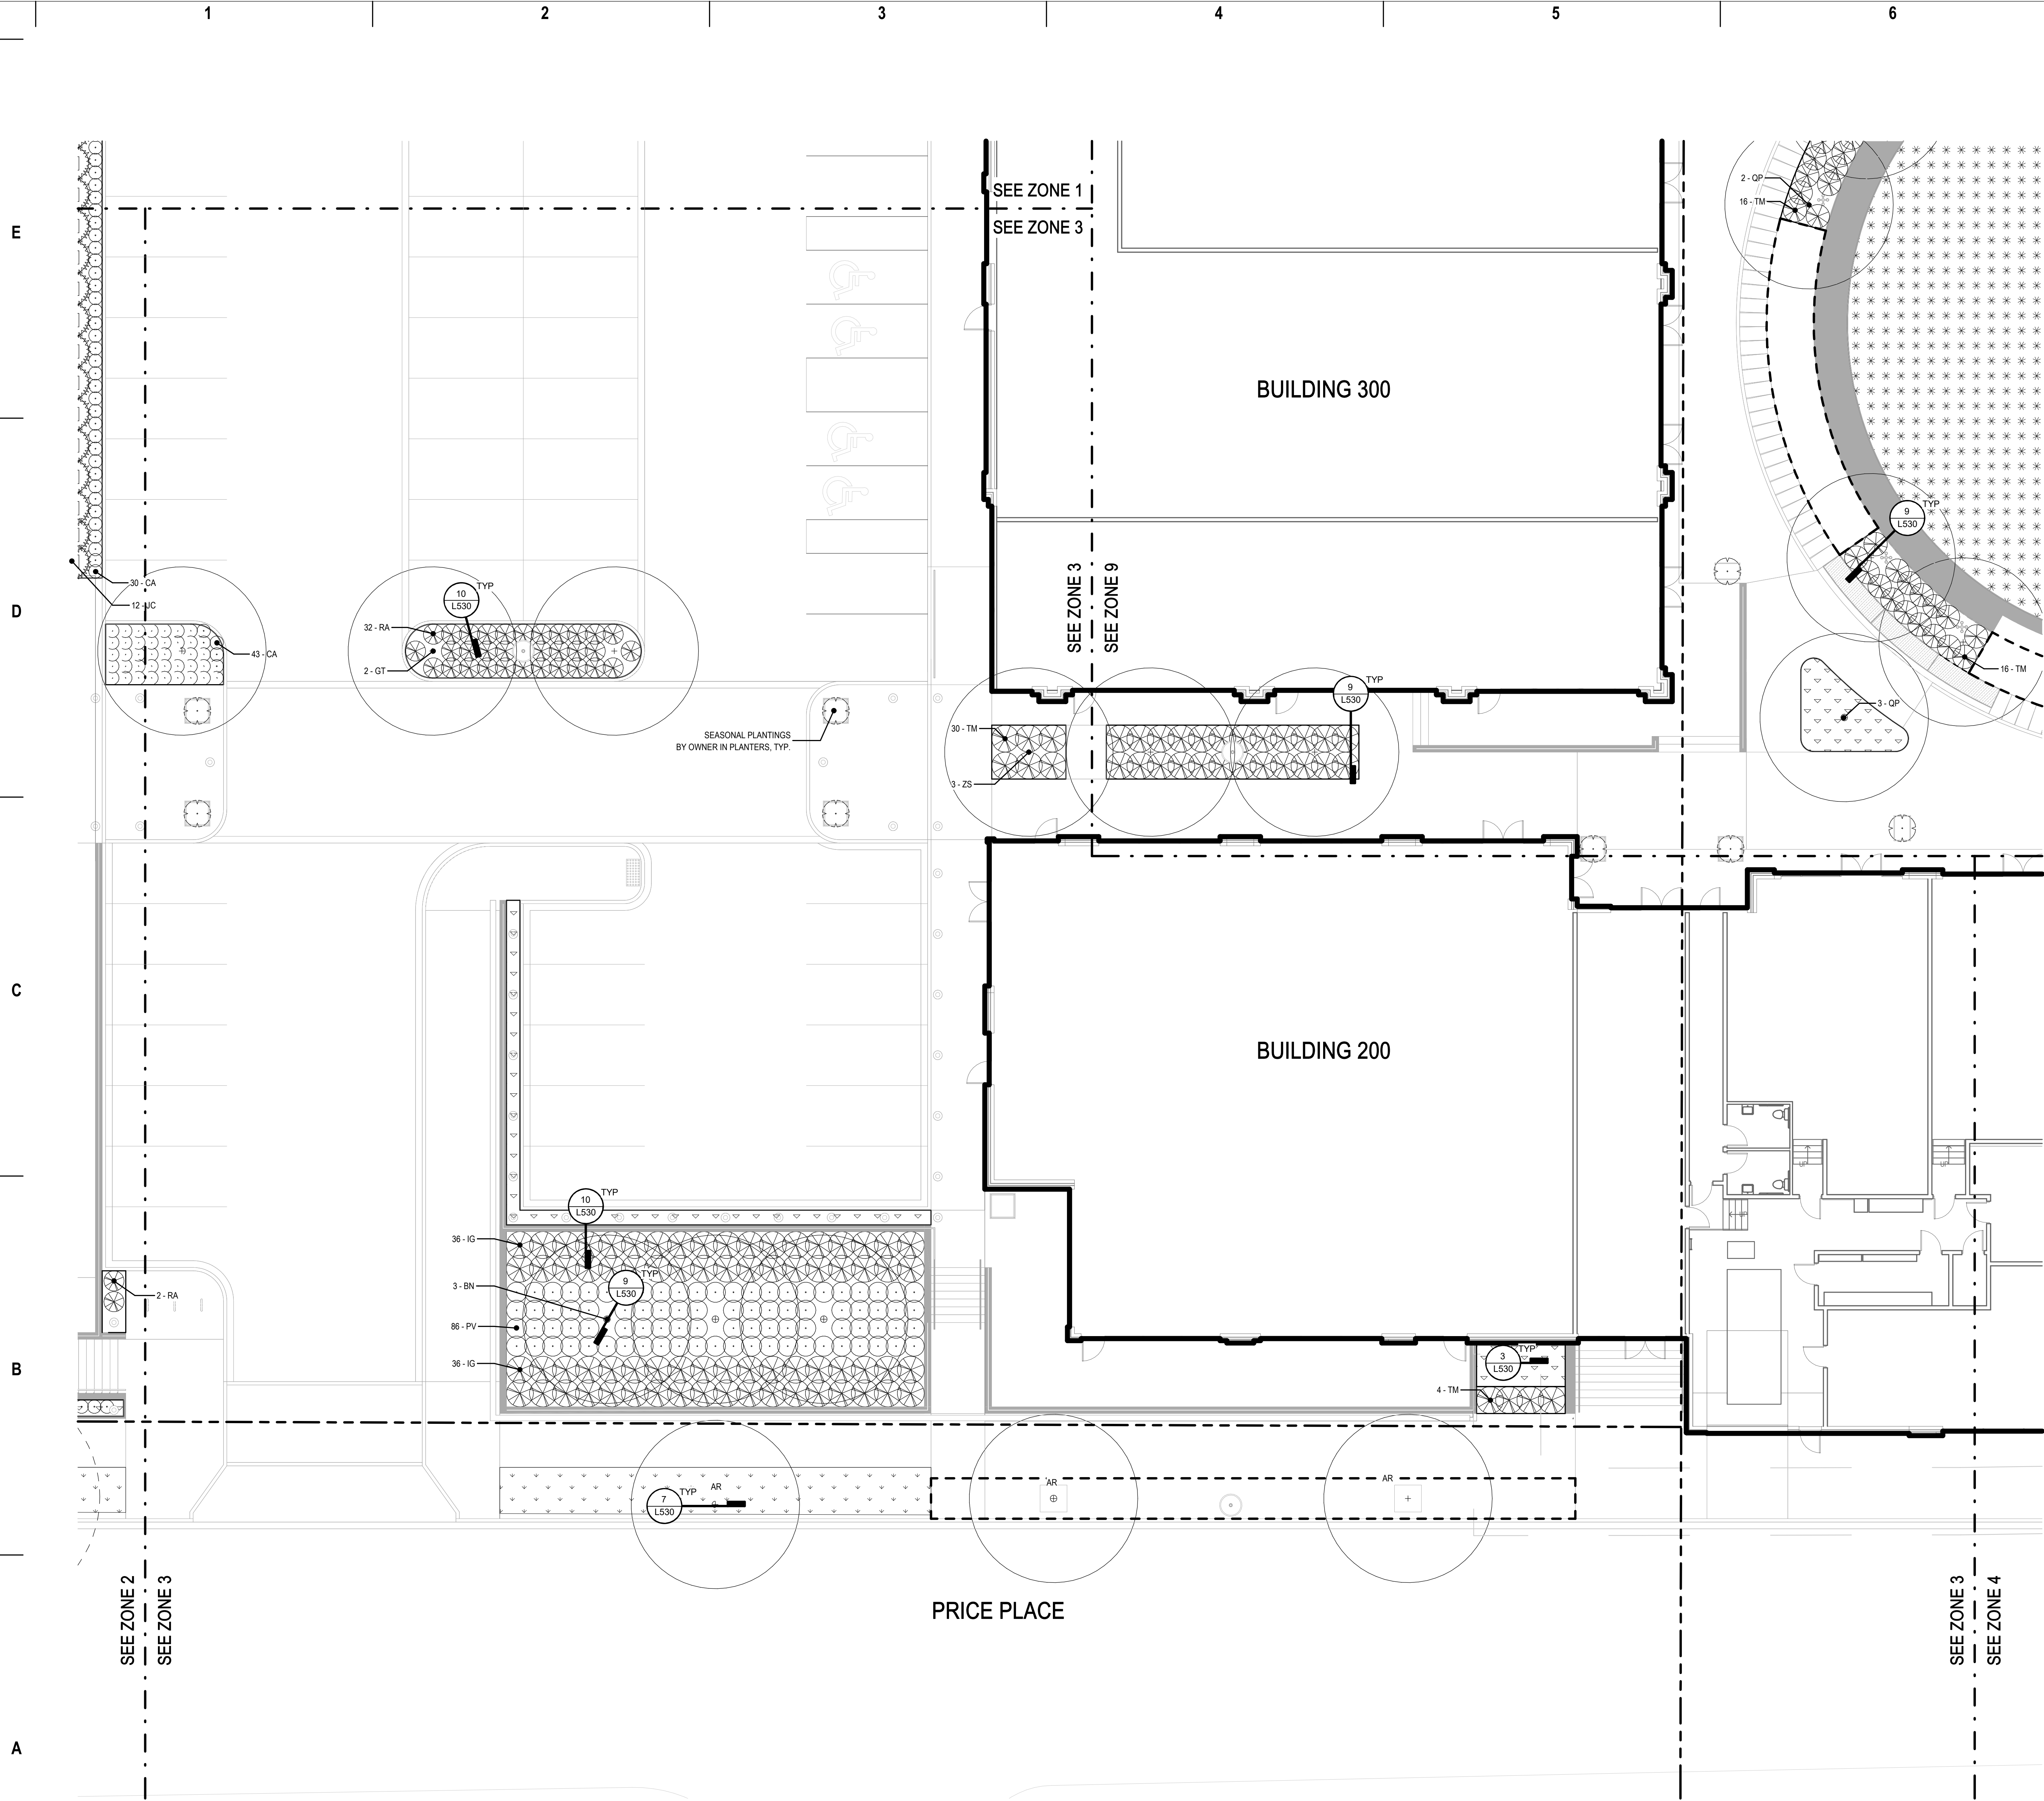 1
2
3
4
5
6
E
D
C
B
A
SEE ZONE 1
SEE ZONE 3
2 - QP
16 - TM
BUILDING 300
9
L530
TYP
30 - CA
12 - JC
10
L530
TYP
32 - RA
2 - GT
43 - CA
SEE ZONE 3
SEE ZONE 9
16 - TM
3 - QP
9
L530
TYP
SEASONAL PLANTINGS
BY OWNER IN PLANTERS, TYP.
30 - TM
3 - ZS
BUILDING 200
UP
UP
UP
10
L530
TYP
36 - IG
9
L530
TYP
3 - BN
2 - RA
86 - PV
36 - IG
3
L530
TYP
4 - TM
7
L530
TYP
AR
AR
AR
SEE ZONE 2
SEE ZONE 3
PRICE PLACE
SEE ZONE 3
SEE ZONE 4